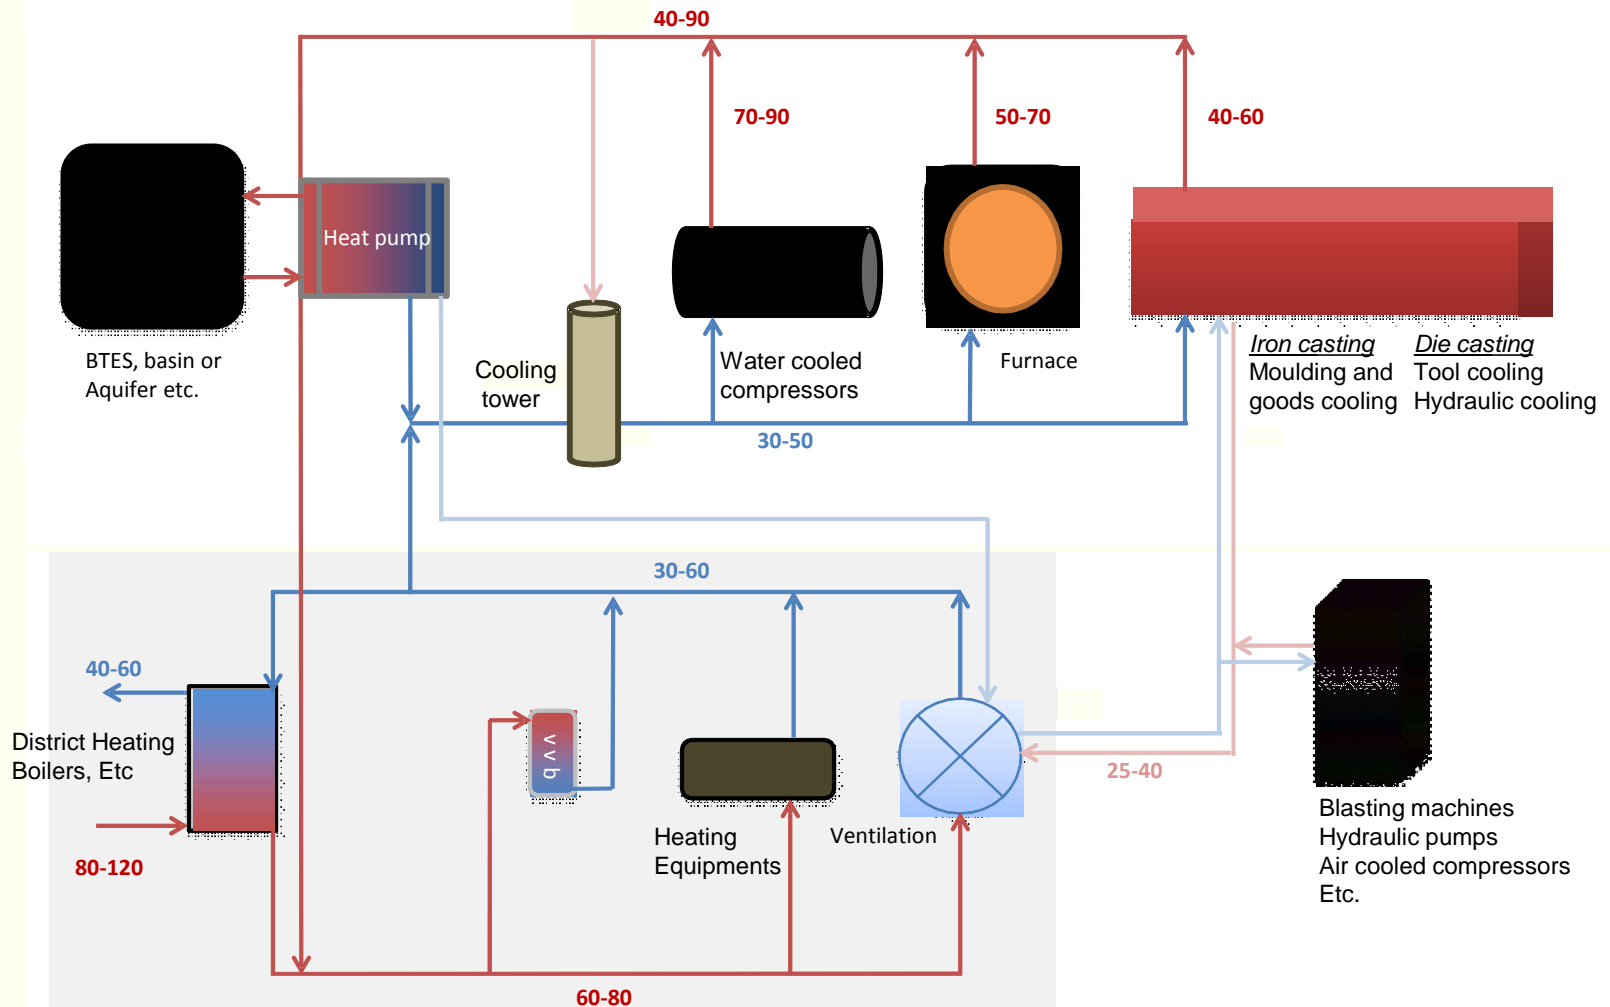 40-90
70-90
50-70
40-60
Heat pump
BTES, basin or
Aquifer etc.
Cooling
tower
Water cooled
compressors
Furnace
Iron casting
Moulding and
goods cooling
Die casting
Tool cooling
Hydraulic cooling
30-50
30-60
40-60
District Heating
Boilers, Etc
80-120
v v b
Heating
Equipments
Ventilation
25-40
Blasting machines
Hydraulic pumps
Air cooled compressors
Etc.
60-80